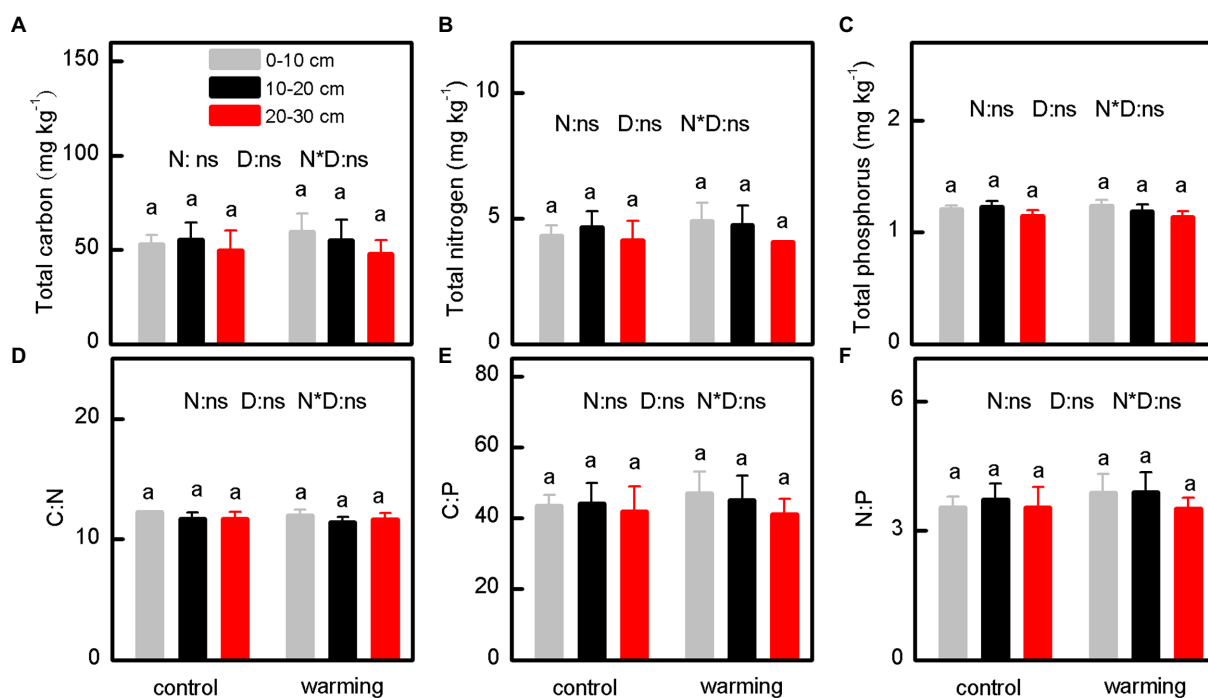 A
Total carbon (mg kg⁻¹)
150
100
50
0
0-10 cm
10-20 cm
20-30 cm
N: ns D:ns N*D:ns
a a a a a a
B
Total nitrogen (mg kg⁻¹)
10
5
0
N:ns D:ns N*D:ns
a a a a a a
C
Total phosphorus (mg kg⁻¹)
2
1
0
N:ns D:ns N*D:ns
a a a a a a
D
C:N
20
10
0
N:ns D:ns N*D:ns
a a a a a a
control warming
E
C:P
80
60
40
20
0
N:ns D:ns N*D:ns
a a a a a a
control warming
F
N:P
6
3
0
N:ns D:ns N*D:ns
a a a a a a
control warming